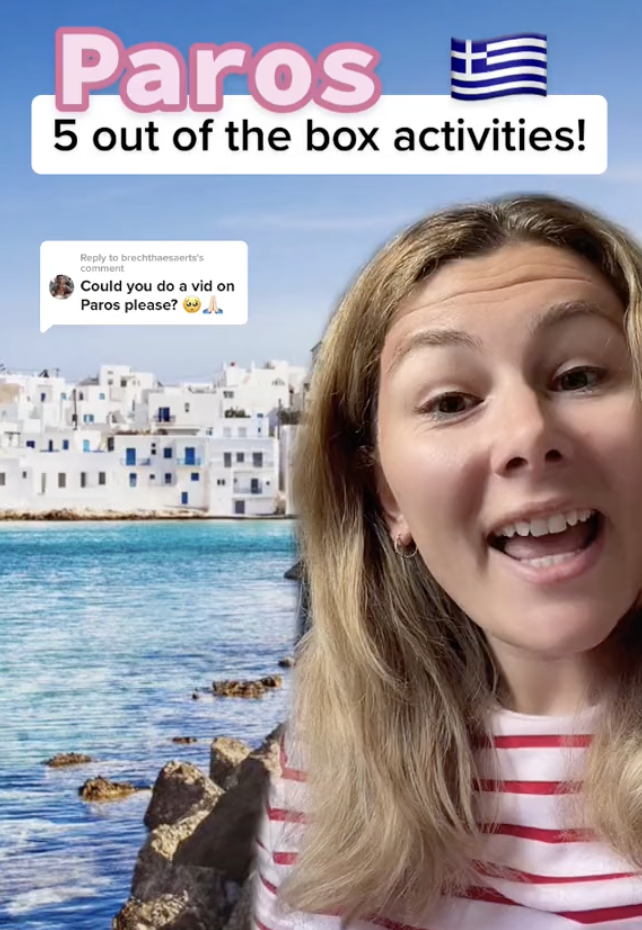 Paros
5 out of the box activities!
Reply to brechthaesaerts's
comment
Could you do a vid on
Paros please? 🥹🙏🏻